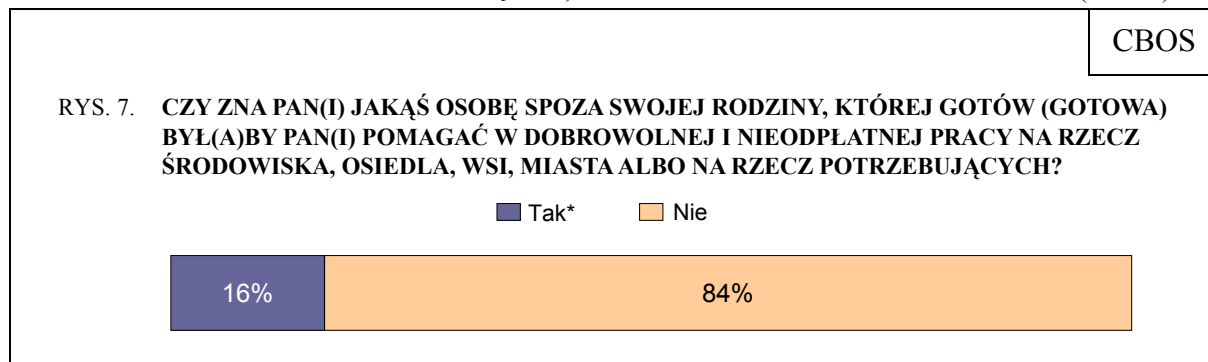 CBOS
RYS. 7. CZY ZNA PAN(I) JAKĄŚ OSOBĘ SPOZA SWOJEJ RODZINY, KTÓREJ GOTÓW (GOTOWA)
BYŁ(A)BY PAN(I) POMAGAĆ W DOBROWOLNEJ I NIEODPŁATNEJ PRACY NA RZECZ
ŚRODOWISKA, OSIEDLA, WSI, MIASTA ALBO NA RZECZ POTRZEBUJĄCYCH?
Tak* Nie
16% 84%